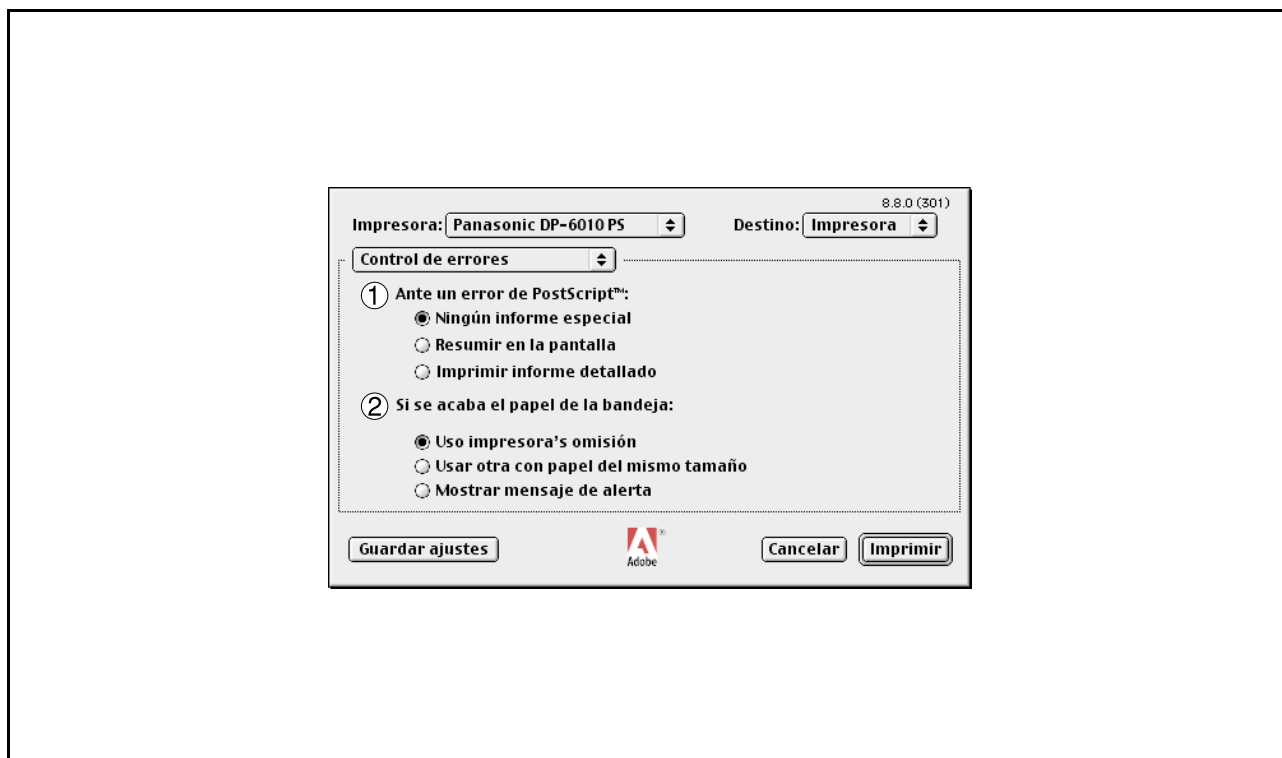 8.8.0 (301)
Impresora: Panasonic DP-6010 PS Destino: Impresora
Control de errores
① Ante un error de PostScript™:
Ningún informe especial
Resumir en la pantalla
Imprimir informe detallado
② Si se acaba el papel de la bandeja:
Uso impresora's omisión
Usar otra con papel del mismo tamaño
Mostrar mensaje de alerta
Guardar ajustes Adobe® Cancelar Imprimir